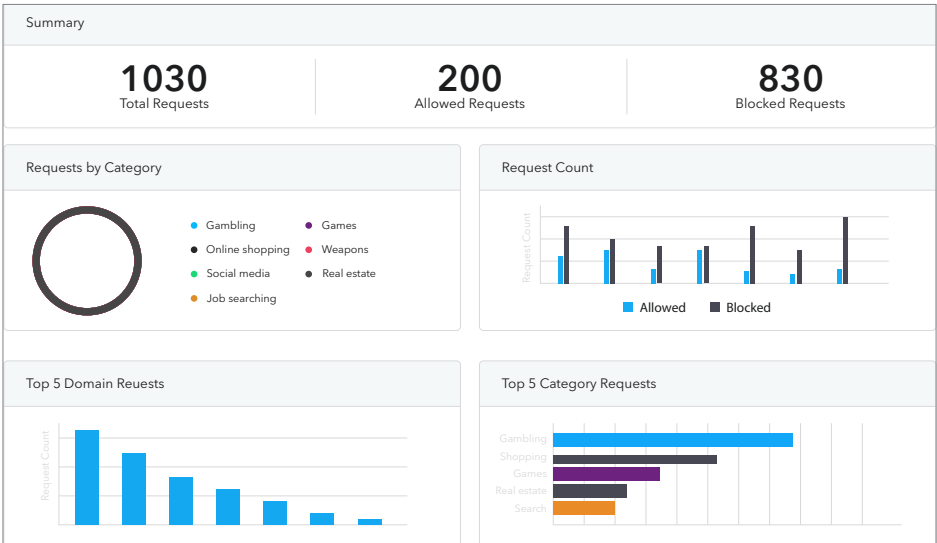 Summary
1030
Total Requests
200
Allowed Requests
830
Blocked Requests
Requests by Category
Gambling
Games
Online shopping
Weapons
Social media
Real estate
Job searching
Request Count
Request Count
Allowed
Blocked
Top 5 Domain Reuests
Request Count
Top 5 Category Requests
Gambling
Shopping
Games
Real estate
Search